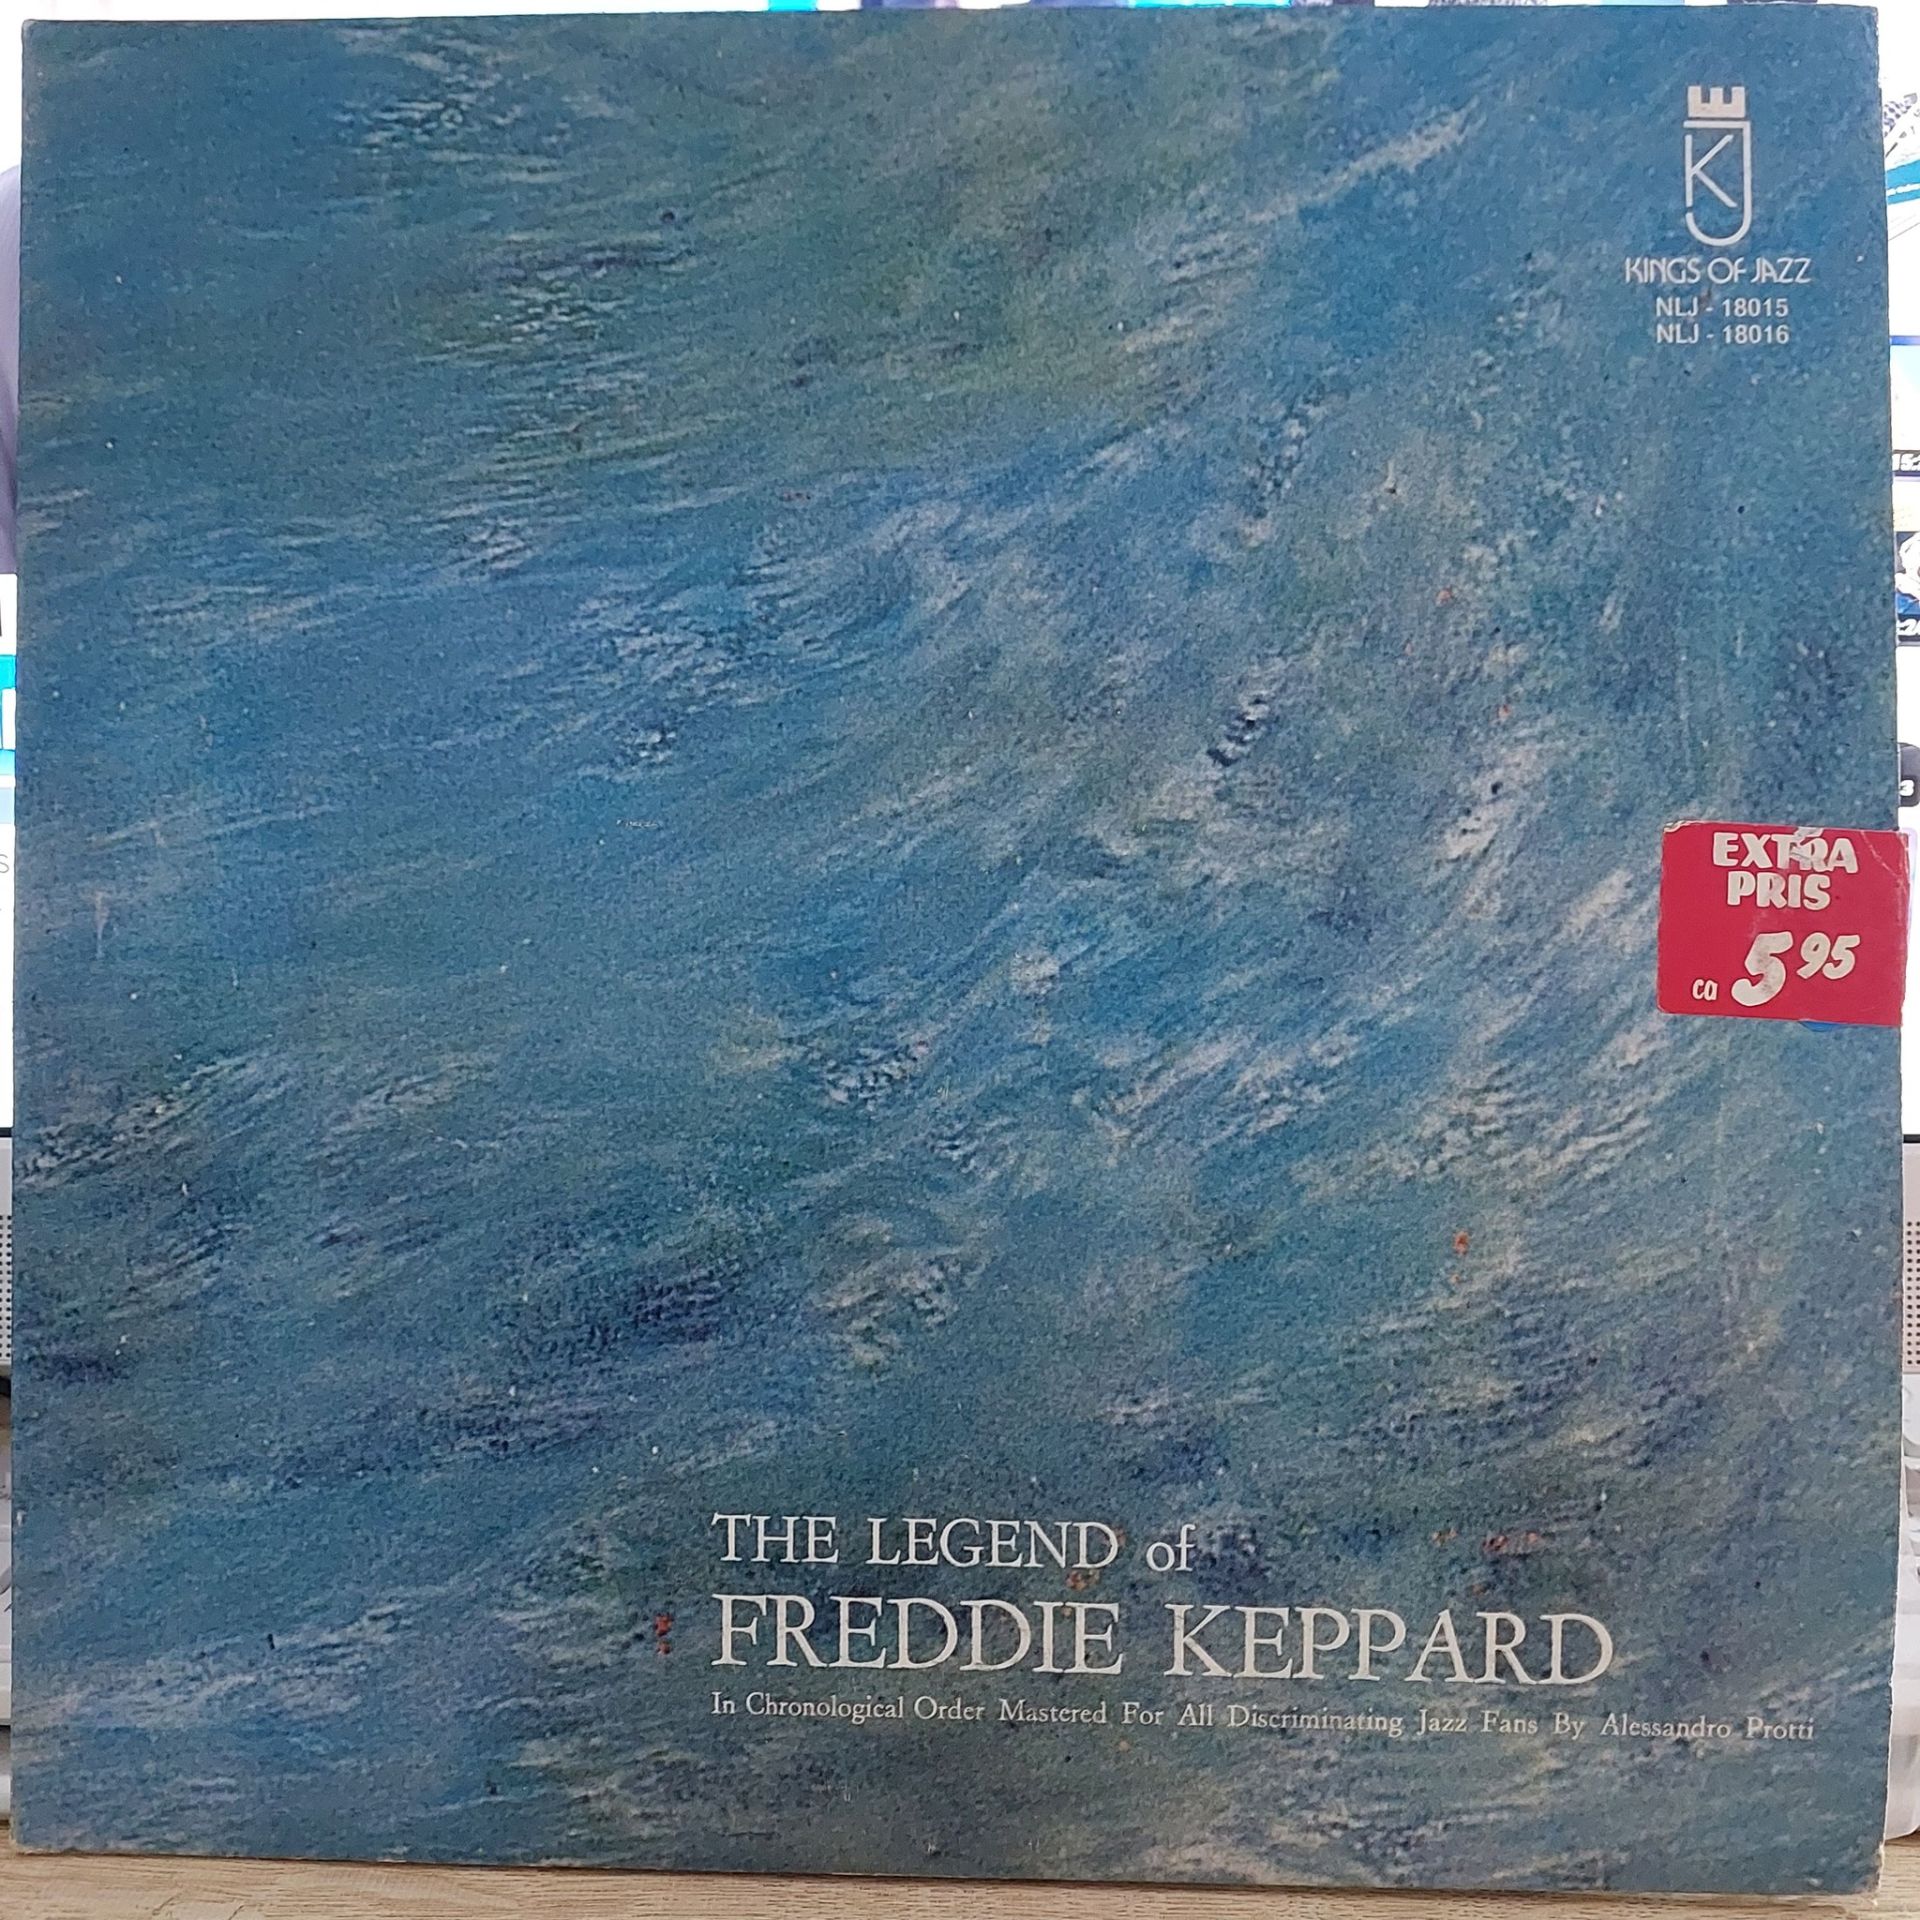 KJ
KINGS OF JAZZ
NLJ - 18015
NLJ - 18016
EXTRA
PRIS
ca 5 95
THE LEGEND of
FREDDIE KEPPARD
In Chronological Order Mastered For All Discriminating Jazz Fans By Alessandro Protti